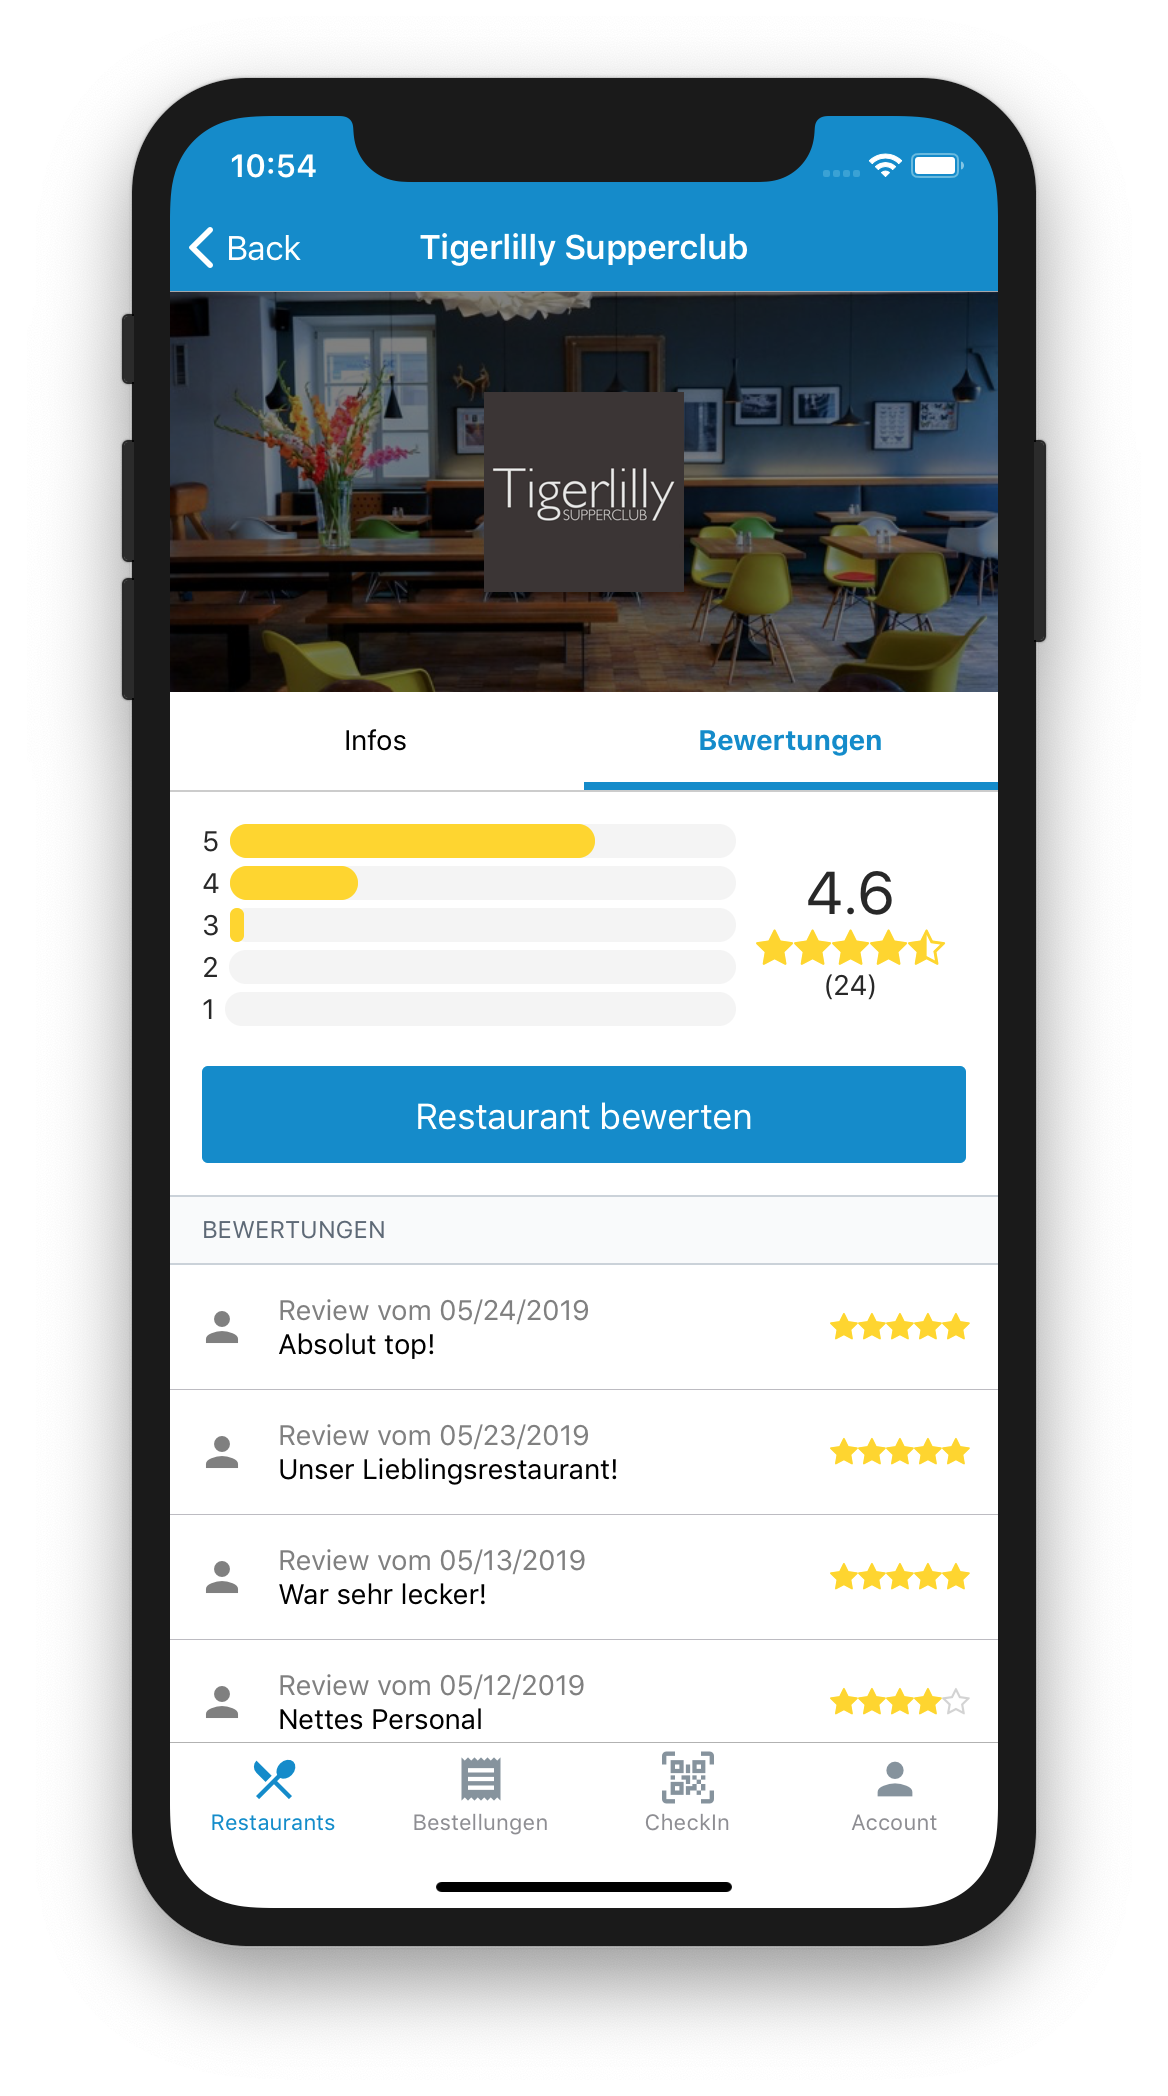 10:54
Back
Tigerlilly Supperclub
Tigerlilly
SUPPERCLUB
Infos
Bewertungen
5
4
3
2
1
4.6
(24)
Restaurant bewerten
BEWERTUNGEN
Review vom 05/24/2019
Absolut top!
Review vom 05/23/2019
Unser Lieblingsrestaurant!
Review vom 05/13/2019
War sehr lecker!
Review vom 05/12/2019
Nettes Personal
Restaurants
Bestellungen
CheckIn
Account